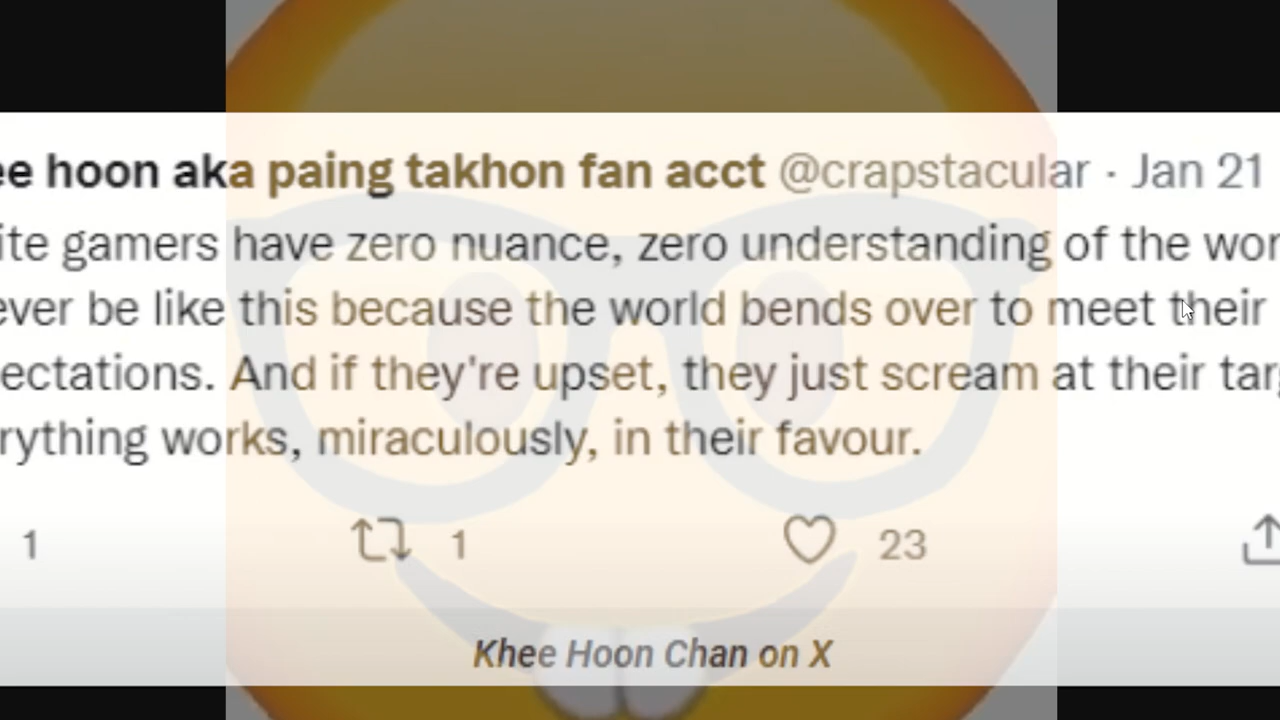 ee hoon aka paing takhon fan acct @crapstacular · Jan 21
ite gamers have zero nuance, zero understanding of the wor
ever be like this because the world bends over to meet their
ectations. And if they're upset, they just scream at their targ
rything works, miraculously, in their favour.
1 1 23
Khee Hoon Chan on X